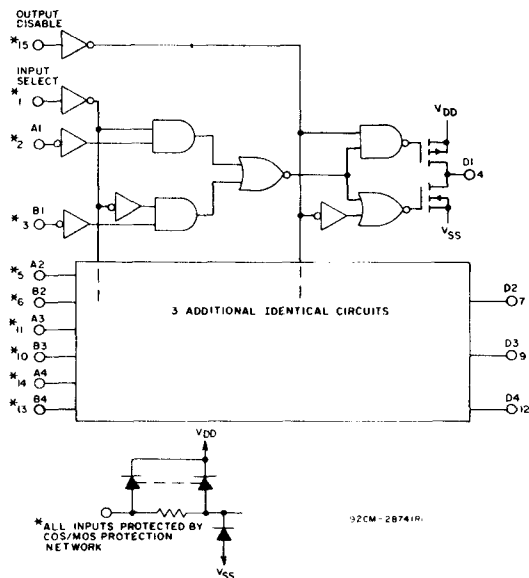 OUTPUT
DISABLE
*15
INPUT
SELECT
*1
A1
*2
B1
*3
VDD
D1
4
VSS
*5 A2
*6 B2
*11 A3
*10 B3
*14 A4
*13 B4
3 ADDITIONAL IDENTICAL CIRCUITS
D2
7
D3
9
D4
12
VDD
*ALL INPUTS PROTECTED BY
COS/MOS PROTECTION
NETWORK
VSS
92CM-28741R1